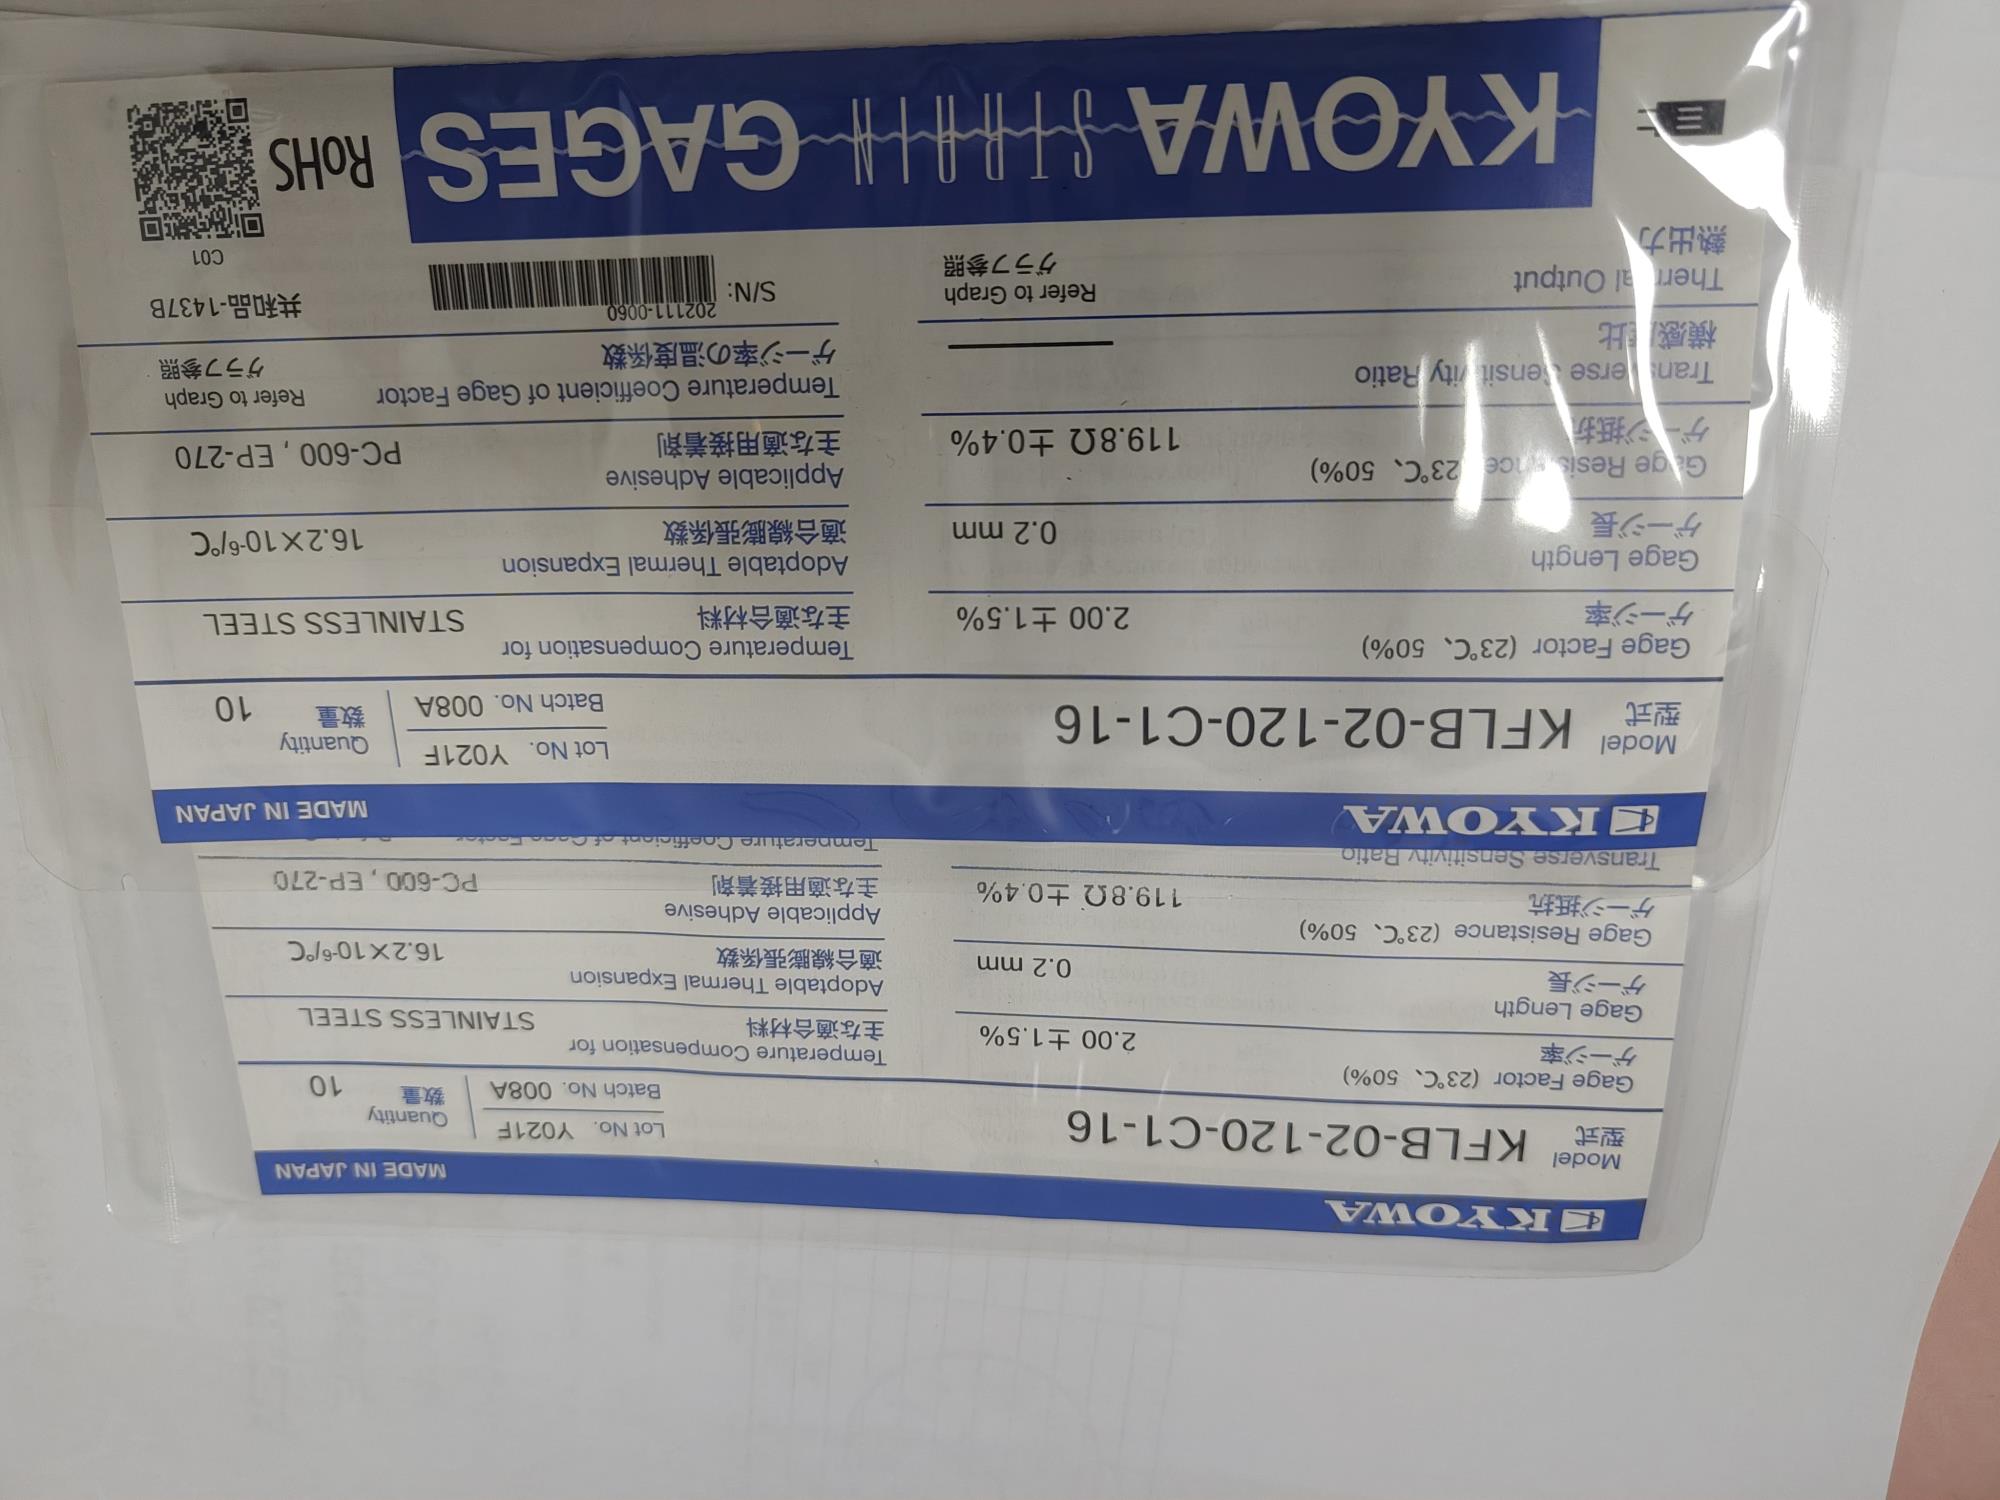 KYOWA MADE IN JAPAN
Model KFLB-02-120-C1-16 Lot No. Y021F Quantity 10
型式 Batch No. 008A 数量
Gage Factor (23℃、50%) 2.00 ±1.5% Temperature Compensation for STAINLESS STEEL
ゲージ率 主な適合材料
Gage Length 0.2 mm Adoptable Thermal Expansion 16.2×10-6/℃
ゲージ長 適合線膨張係数
Gage Resistance (23℃、50%) 119.8Ω ±0.4% Applicable Adhesive PC-600 , EP-270
ゲージ抵抗 主な適用接着剤
Transverse Sensitivity Ratio Temperature Coefficient of Gage Factor
KYOWA MADE IN JAPAN
Model KFLB-02-120-C1-16 Lot No. Y021F Quantity 10
型式 Batch No. 008A 数量
Gage Factor (23℃、50%) 2.00 ±1.5% Temperature Compensation for STAINLESS STEEL
ゲージ率 主な適合材料
Gage Length 0.2 mm Adoptable Thermal Expansion 16.2×10-6/℃
ゲージ長 適合線膨張係数
Gage Resistance (23℃、50%) 119.8Ω ±0.4% Applicable Adhesive PC-600 , EP-270
ゲージ抵抗 主な適用接着剤
Transverse Sensitivity Ratio Temperature Coefficient of Gage Factor Refer to Graph
横感度比 ゲージ率の温度係数 グラフ参照
Thermal Output Refer to Graph S/N: 202111-0060 共和品-1437B
熱出力 グラフ参照 C01
KYOWA STRAIN GAGES RoHS